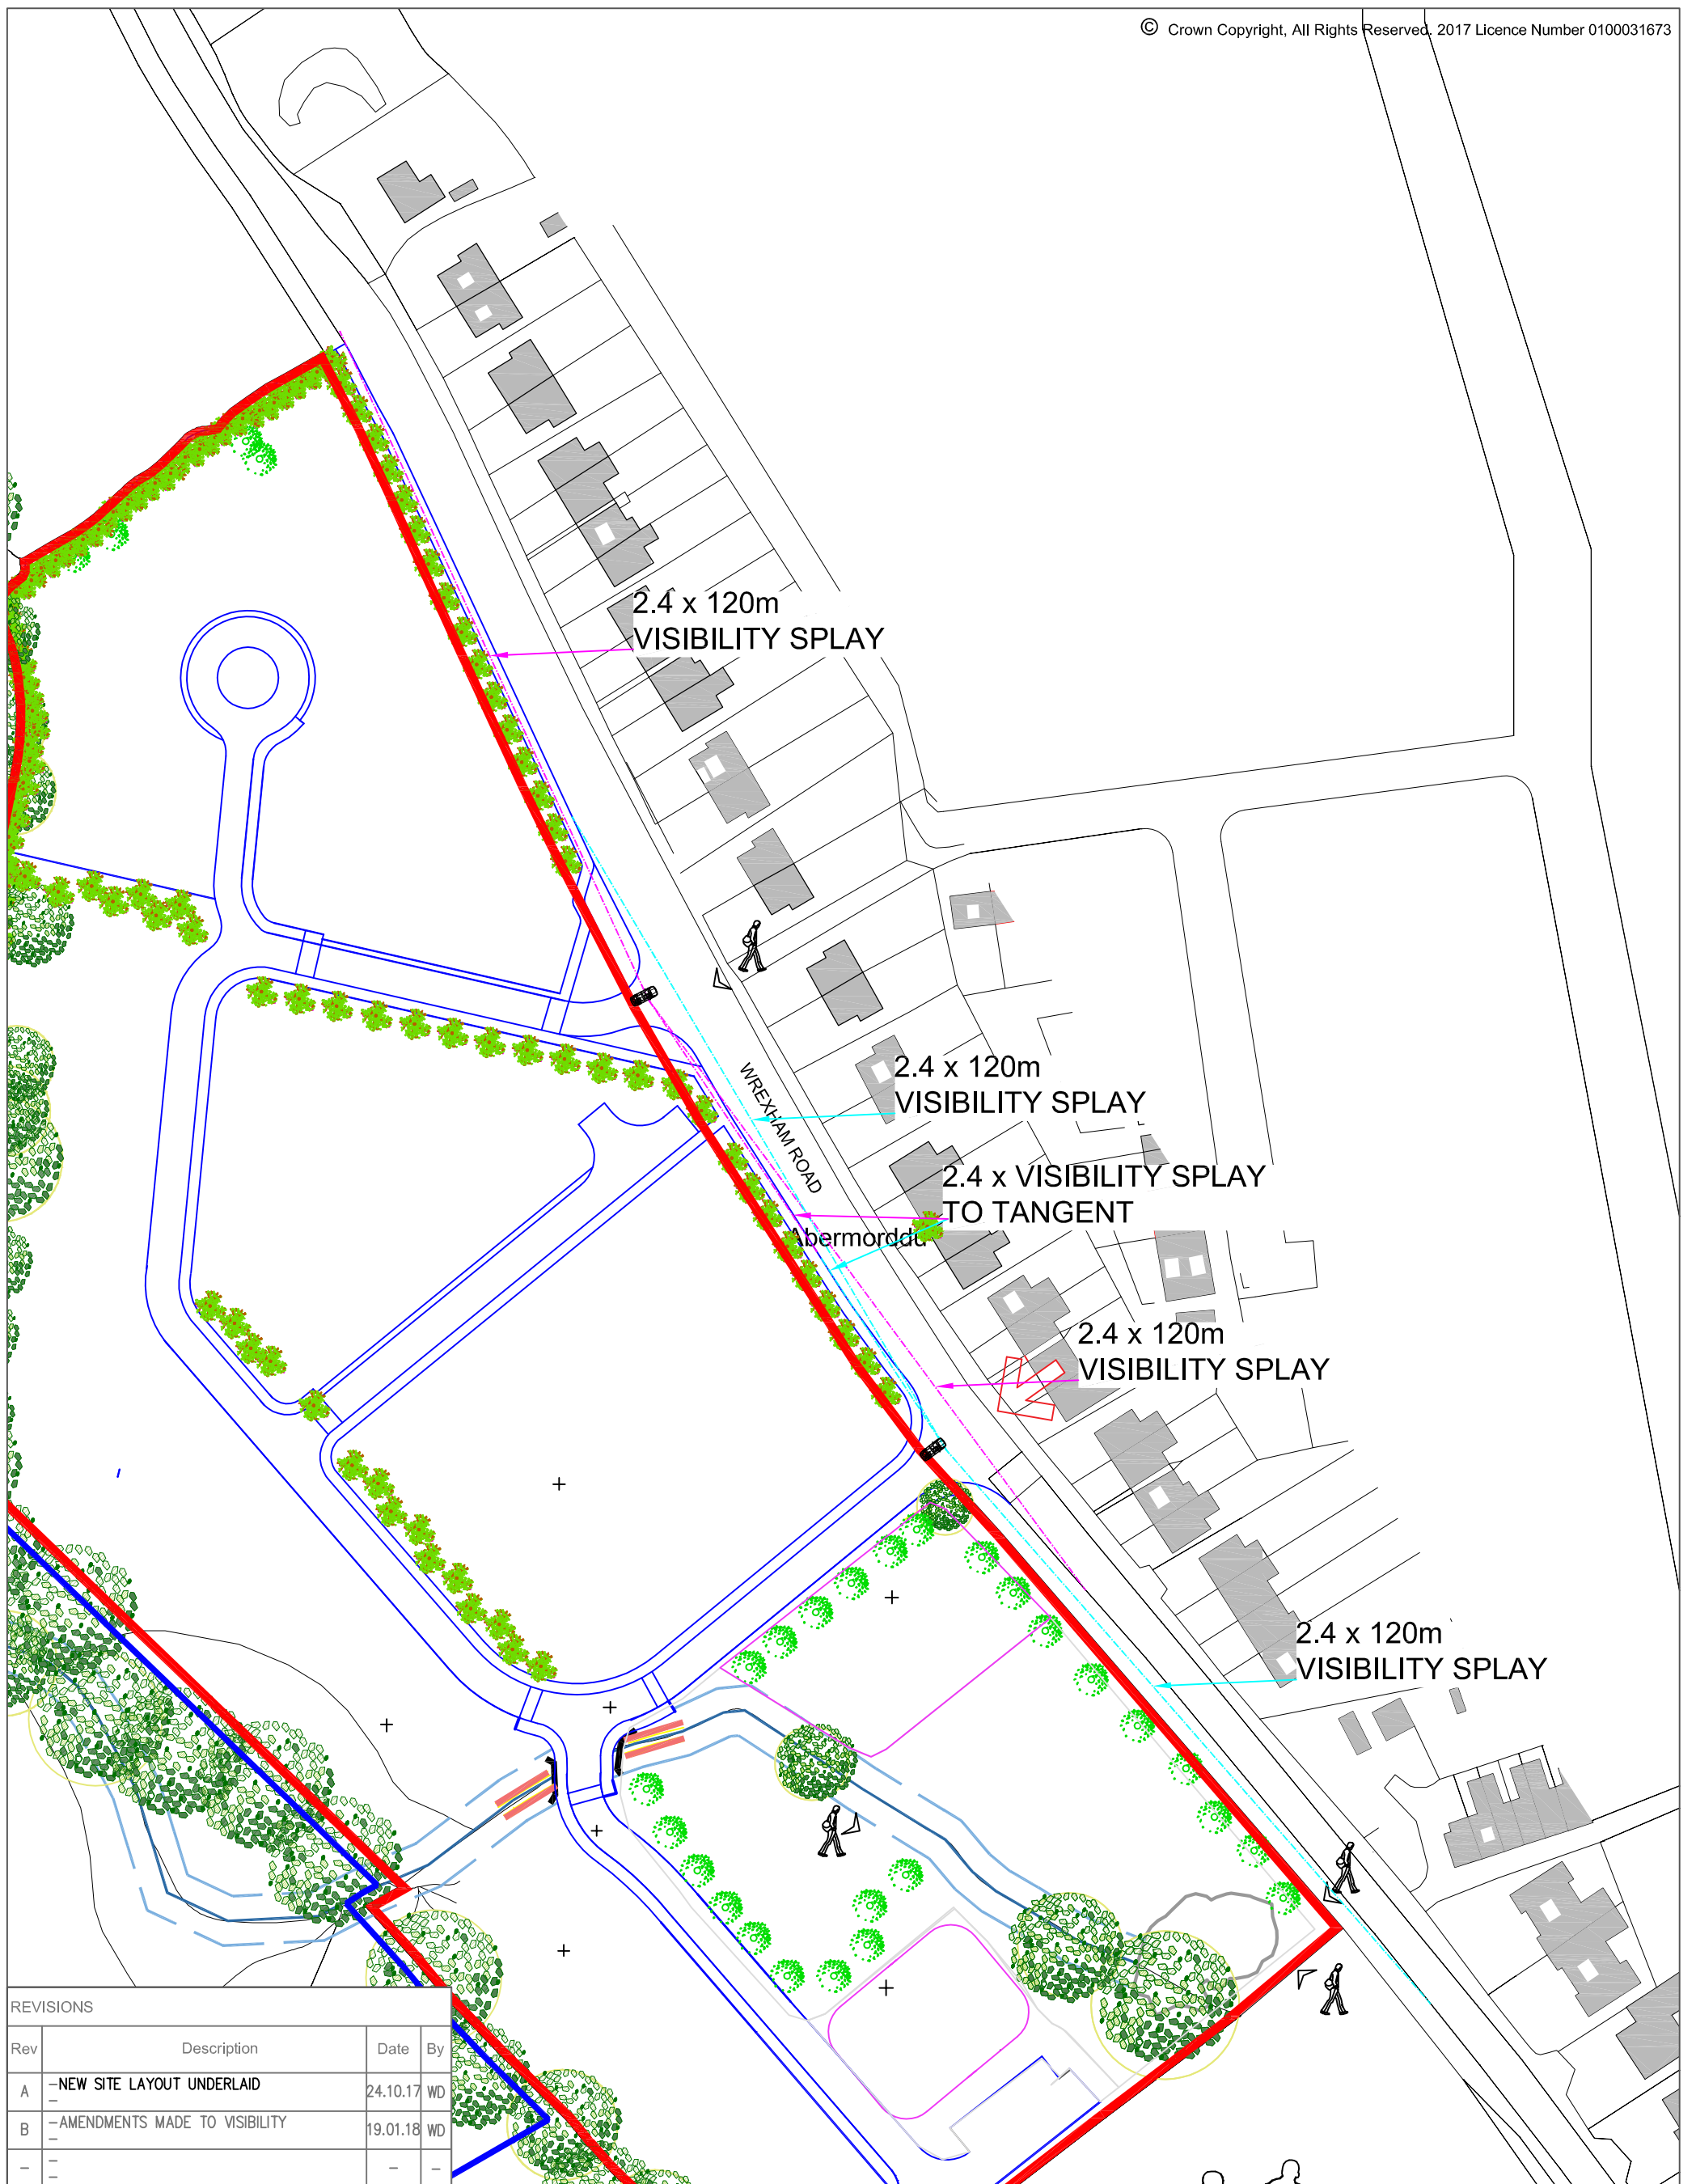 © Crown Copyright, All Rights Reserved. 2017 Licence Number 0100031673
2.4 x 120m
VISIBILITY SPLAY
2.4 x 120m
VISIBILITY SPLAY
WREXHAM ROAD
2.4 x VISIBILITY SPLAY
TO TANGENT
Abermorddu
2.4 x 120m
VISIBILITY SPLAY
2.4 x 120m
VISIBILITY SPLAY
REVISIONS
Rev Description Date By
A - NEW SITE LAYOUT UNDERLAID 24.10.17 WD
-
B - AMENDMENTS MADE TO VISIBILITY 19.01.18 WD
-
- - - -
-